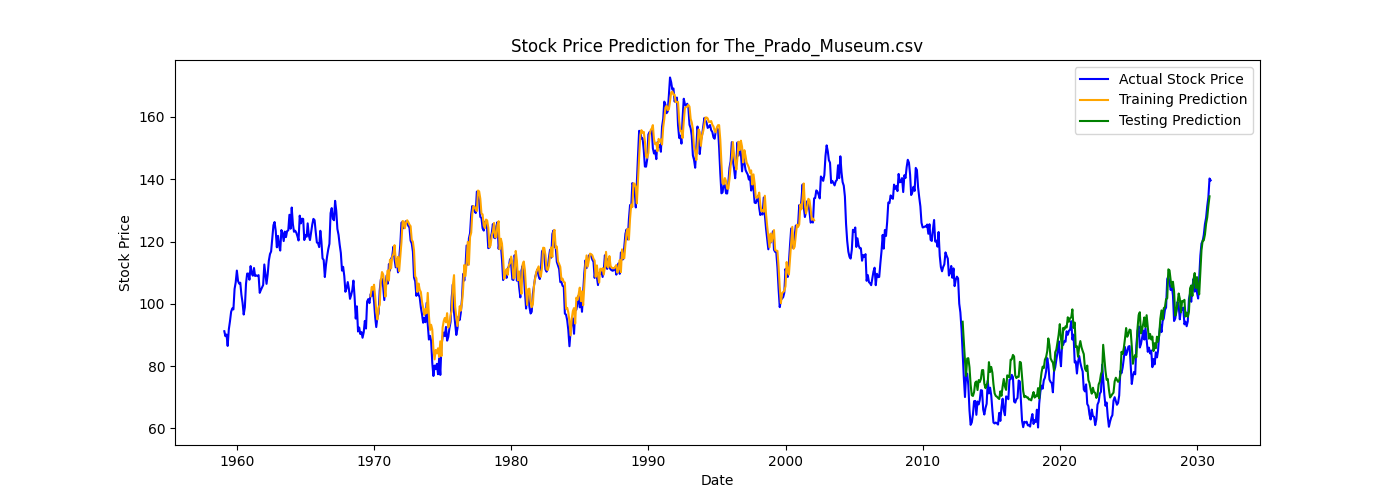 Stock Price Prediction for The_Prado_Museum.csv
Actual Stock Price
Training Prediction
Testing Prediction
Stock Price
160
140
120
100
80
60
1960 1970 1980 1990 2000 2010 2020 2030
Date